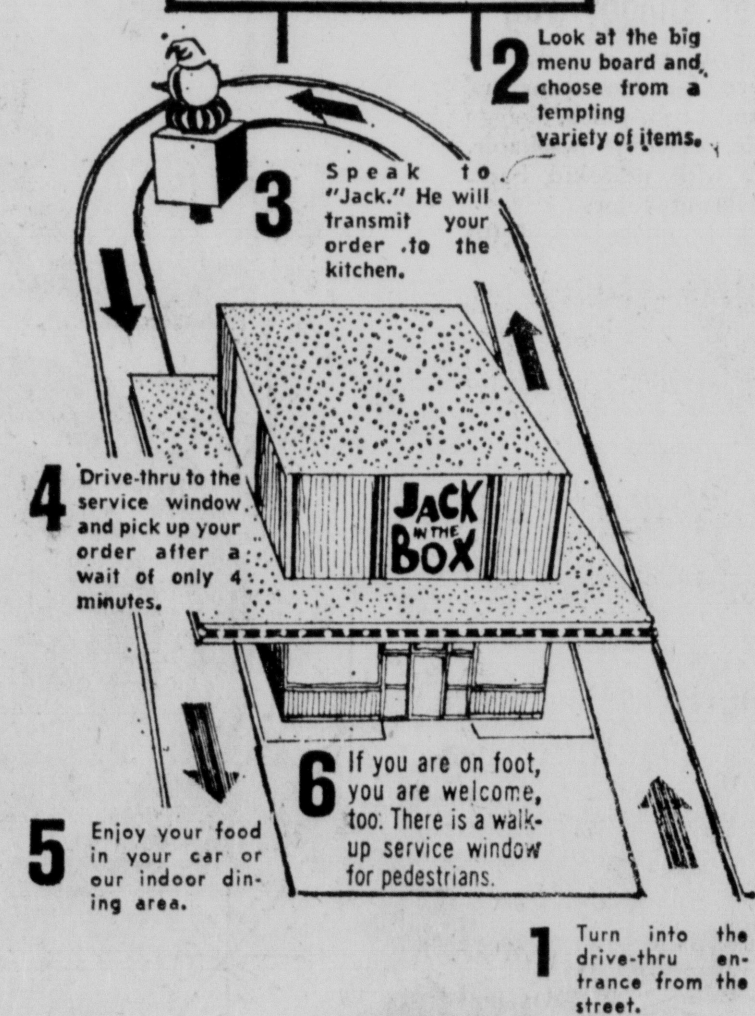 1
Turn into the
drive-thru en-
trance from the
street.
2
Look at the big
menu board and
choose from a
tempting
variety of items.
3
Speak to
"Jack." He will
transmit your
order to the
kitchen.
4
Drive-thru to the
service window
and pick up your
order after a
wait of only 4
minutes.
5
Enjoy your food
in your car or
our indoor din-
ing area.
6
If you are on foot,
you are welcome,
too. There is a walk-
up service window
for pedestrians.
JACK
IN THE
BOX